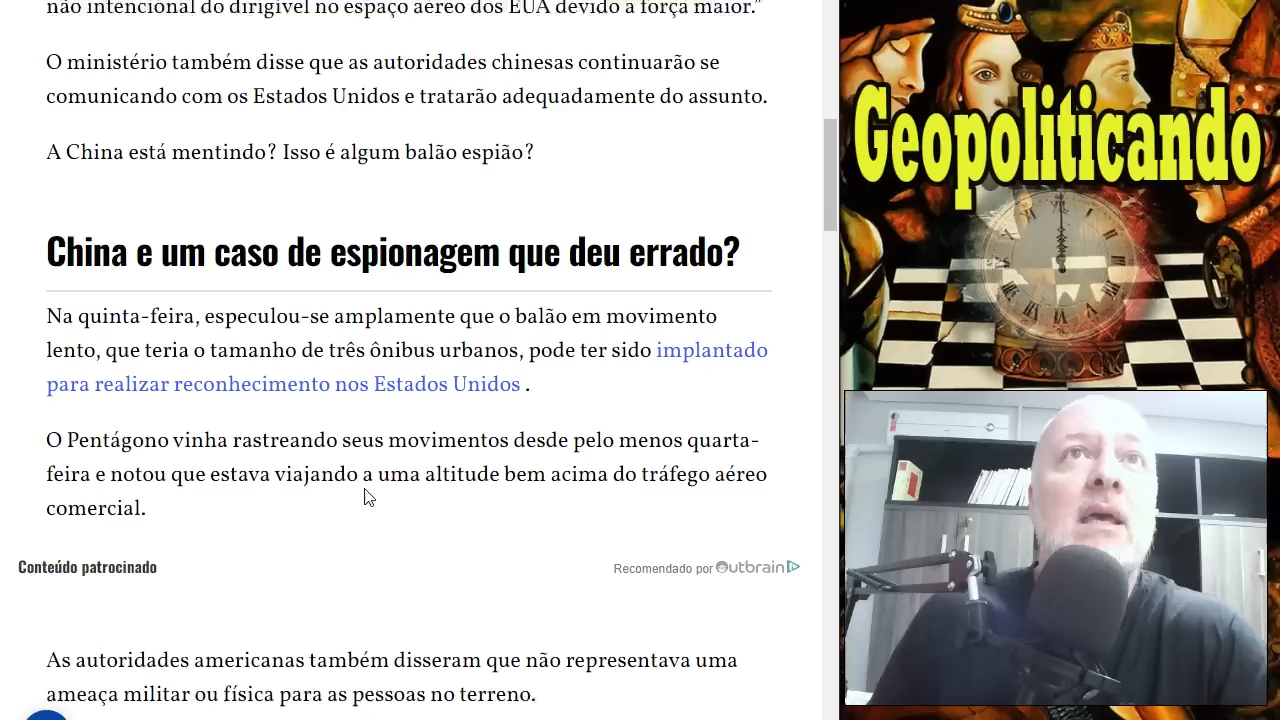 não intencional do dirigível no espaço aéreo dos EUA devido a força maior.”
O ministério também disse que as autoridades chinesas continuarão se
comunicando com os Estados Unidos e tratarão adequadamente do assunto.
A China está mentindo? Isso é algum balão espião?
China e um caso de espionagem que deu errado?
Na quinta-feira, especulou-se amplamente que o balão em movimento
lento, que teria o tamanho de três ônibus urbanos, pode ter sido implantado
para realizar reconhecimento nos Estados Unidos .
O Pentágono vinha rastreando seus movimentos desde pelo menos quarta-
feira e notou que estava viajando a uma altitude bem acima do tráfego aéreo
comercial.
Conteúdo patrocinado
Recomendado por Outbrain
As autoridades americanas também disseram que não representava uma
ameaça militar ou física para as pessoas no terreno.
Geopoliticando